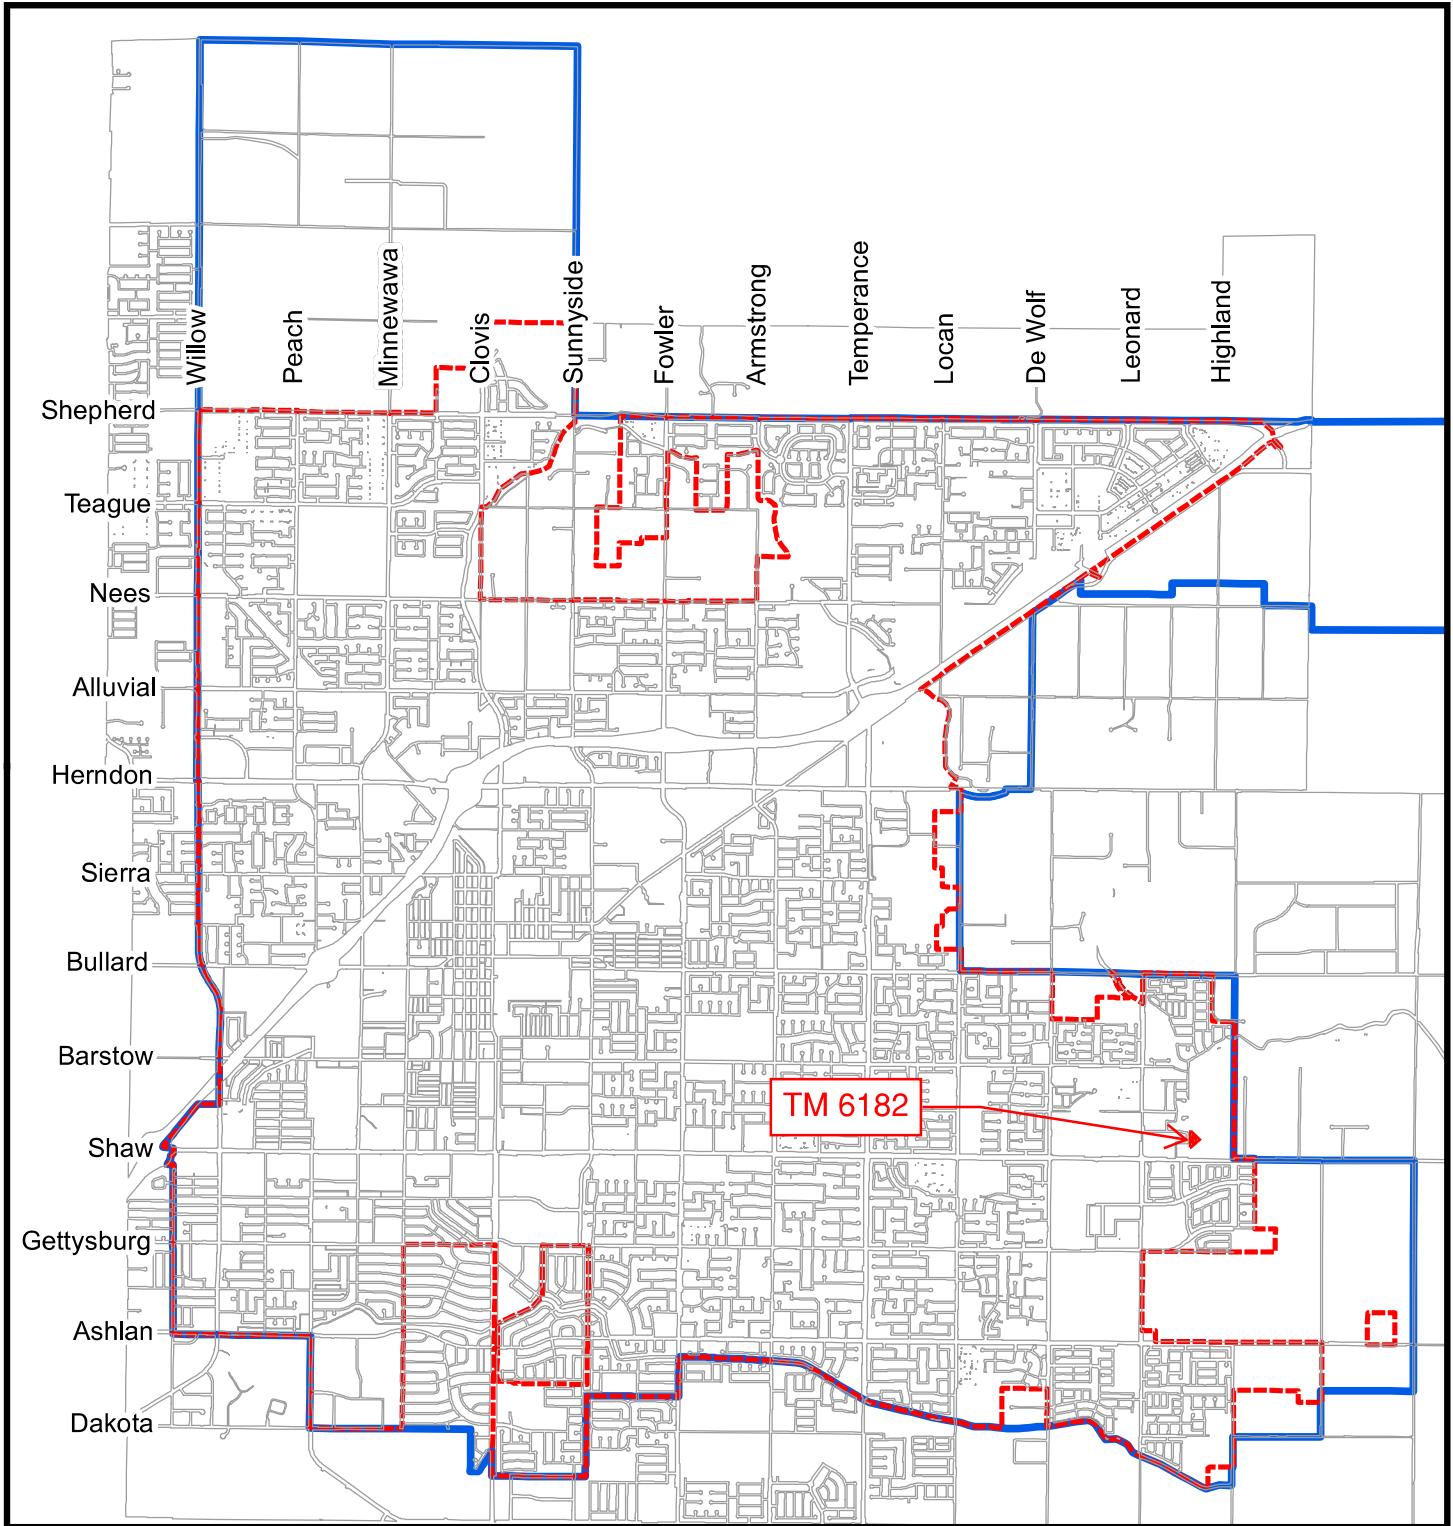 Willow
Peach
Minnewawa
Clovis
Sunnyside
Fowler
Armstrong
Temperance
Locan
De Wolf
Leonard
Highland
Shepherd
Teague
Nees
Alluvial
Herndon
Sierra
Bullard
Barstow
TM 6182
Shaw
Gettysburg
Ashlan
Dakota